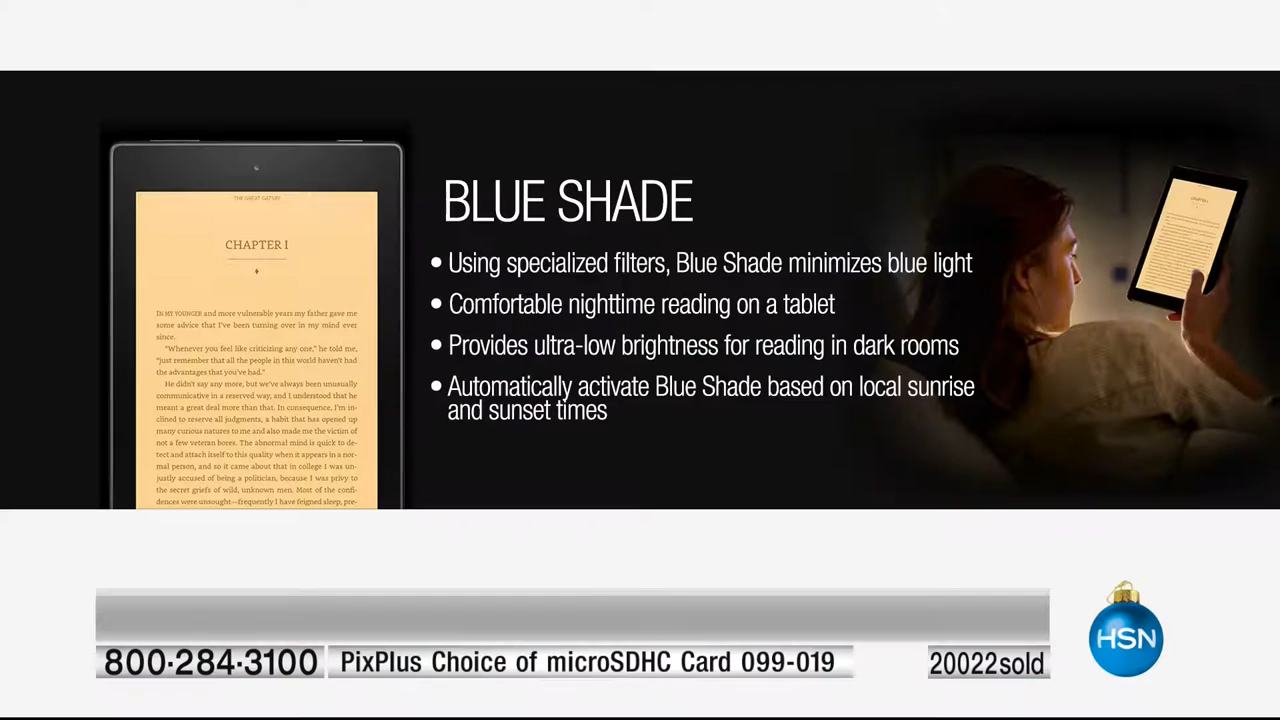 THE GREAT GATSBY
CHAPTER I
IN MY YOUNGER and more vulnerable years my father gave me
some advice that I've been turning over in my mind ever
since.
"Whenever you feel like criticizing any one," he told me,
"just remember that all the people in this world haven't had
the advantages that you've had."
He didn't say any more, but we've always been unusually
communicative in a reserved way, and I understood that he
meant a great deal more than that. In consequence, I'm in-
clined to reserve all judgments, a habit that has opened up
many curious natures to me and also made me the victim of
not a few veteran bores. The abnormal mind is quick to de-
tect and attach itself to this quality when it appears in a nor-
mal person, and so it came about that in college I was un-
justly accused of being a politician, because I was privy to
the secret griefs of wild, unknown men. Most of the confi-
dences were unsought—frequently I have feigned sleep, pre-
BLUE SHADE
• Using specialized filters, Blue Shade minimizes blue light
• Comfortable nighttime reading on a tablet
• Provides ultra-low brightness for reading in dark rooms
• Automatically activate Blue Shade based on local sunrise
and sunset times
CHAPTER I
800·284·3100
PixPlus Choice of microSDHC Card 099-019
20022 sold
HSN